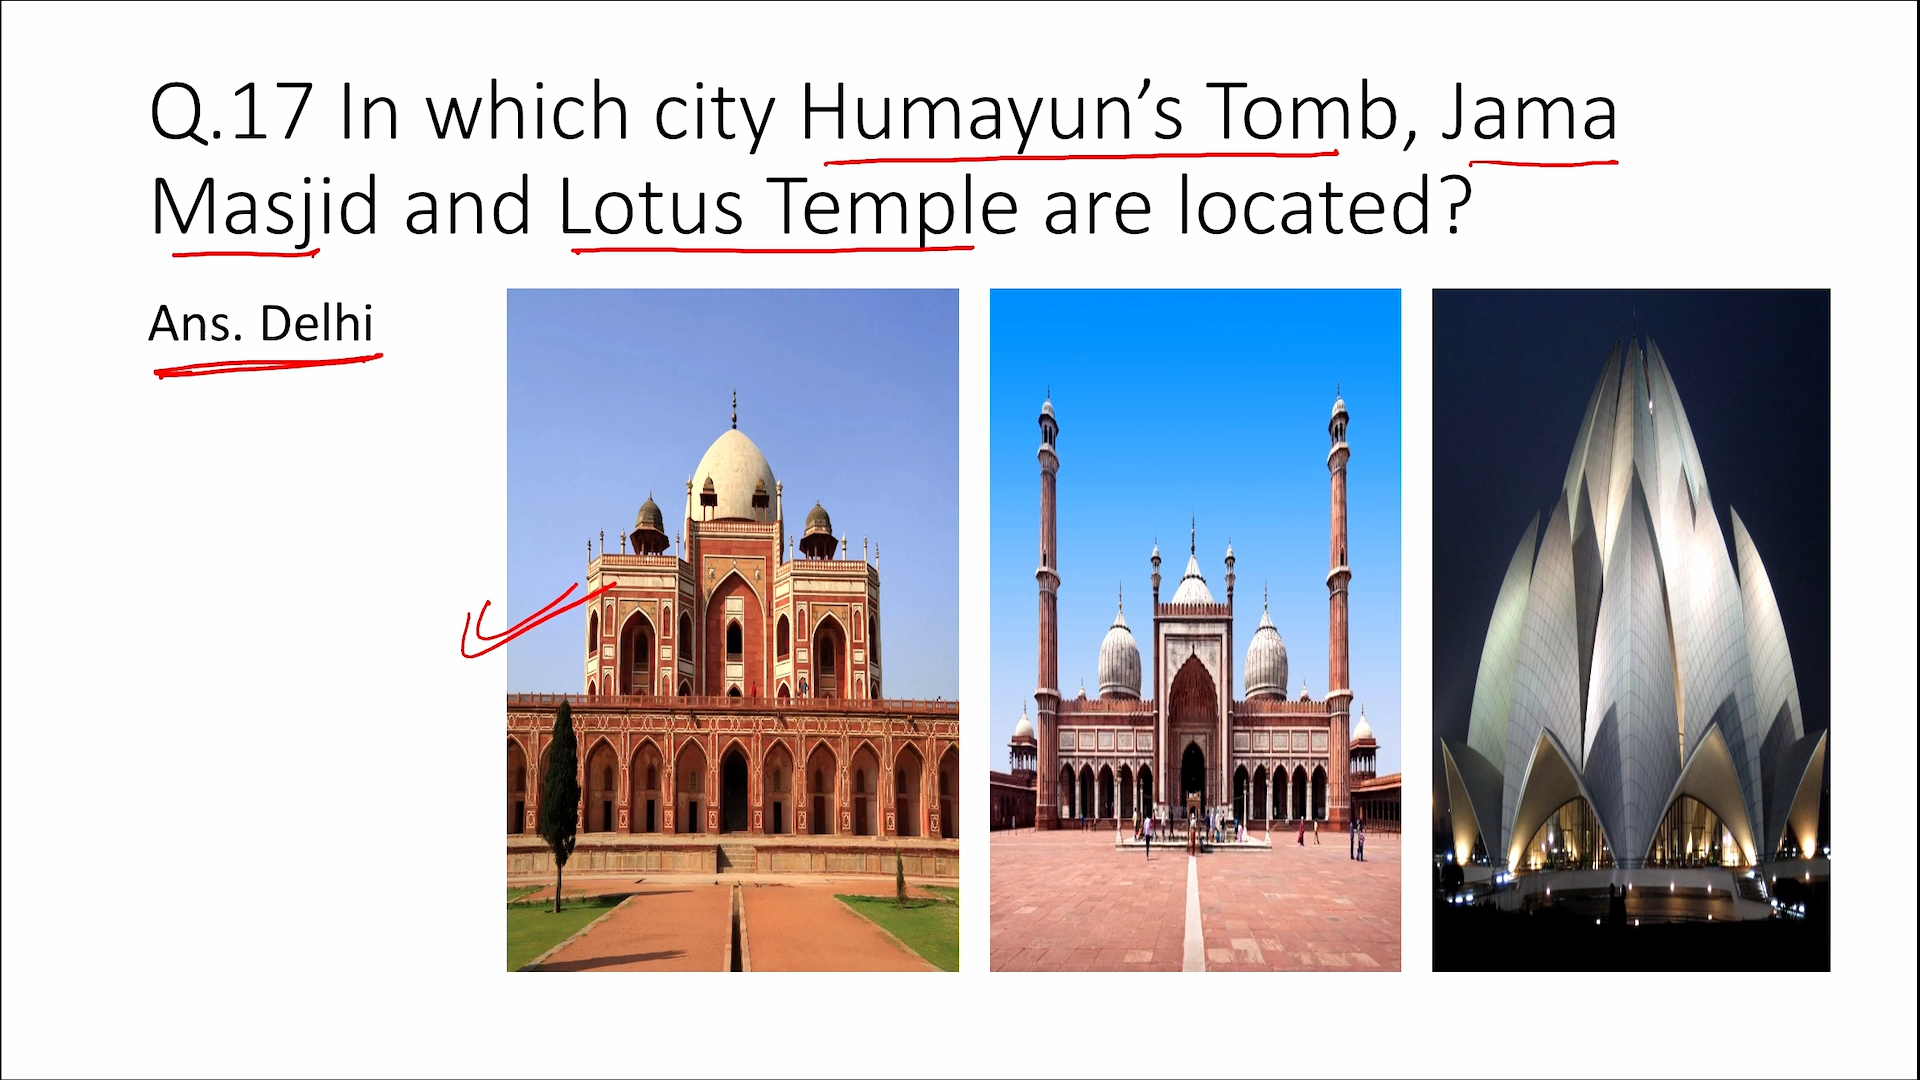 Q.17 In which city Humayun’s Tomb, Jama
Masjid and Lotus Temple are located?
Ans. Delhi